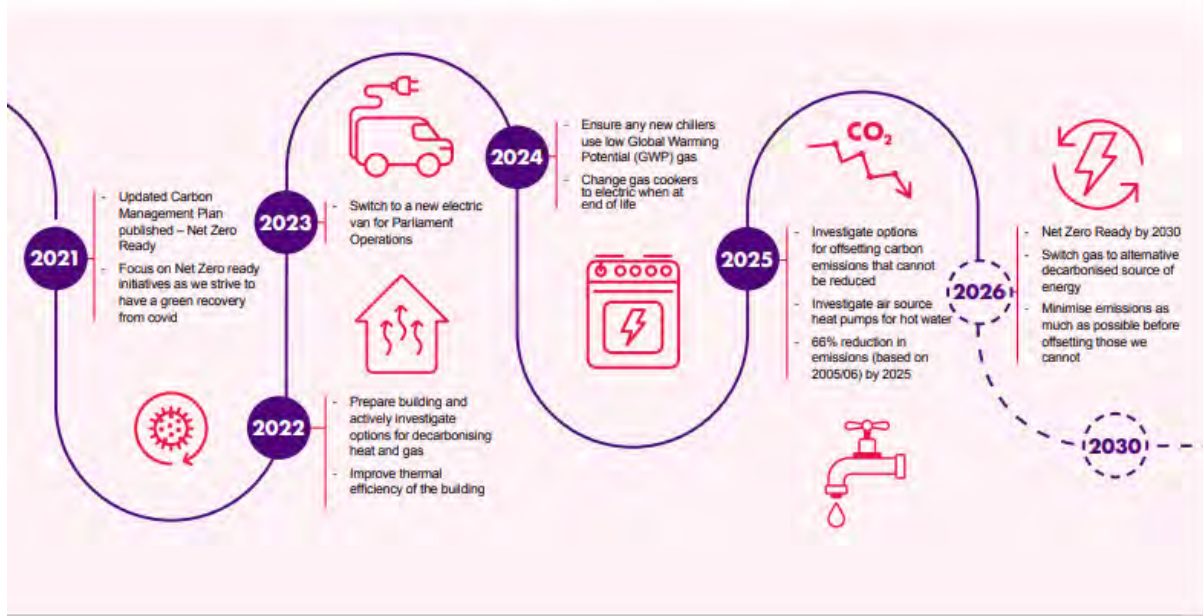 2021
- Updated Carbon
Management Plan
published – Net Zero
Ready
- Focus on Net Zero ready
initiatives as we strive to
have a green recovery
from covid
2022
- Prepare building and
actively investigate
options for decarbonising
heat and gas
- Improve thermal
efficiency of the building
2023
- Switch to a new electric
van for Parliament
Operations
2024
- Ensure any new chillers
use low Global Warming
Potential (GWP) gas
- Change gas cookers
to electric when at
end of life
2025
CO2
- Investigate options
for offsetting carbon
emissions that cannot
be reduced
- Investigate air source
heat pumps for hot water
- 66% reduction in
emissions (based on
2005/06) by 2025
2026
- Net Zero Ready by 2030
- Switch gas to alternative
decarbonised source of
energy
- Minimise emissions as
much as possible before
offsetting those we
cannot
2030